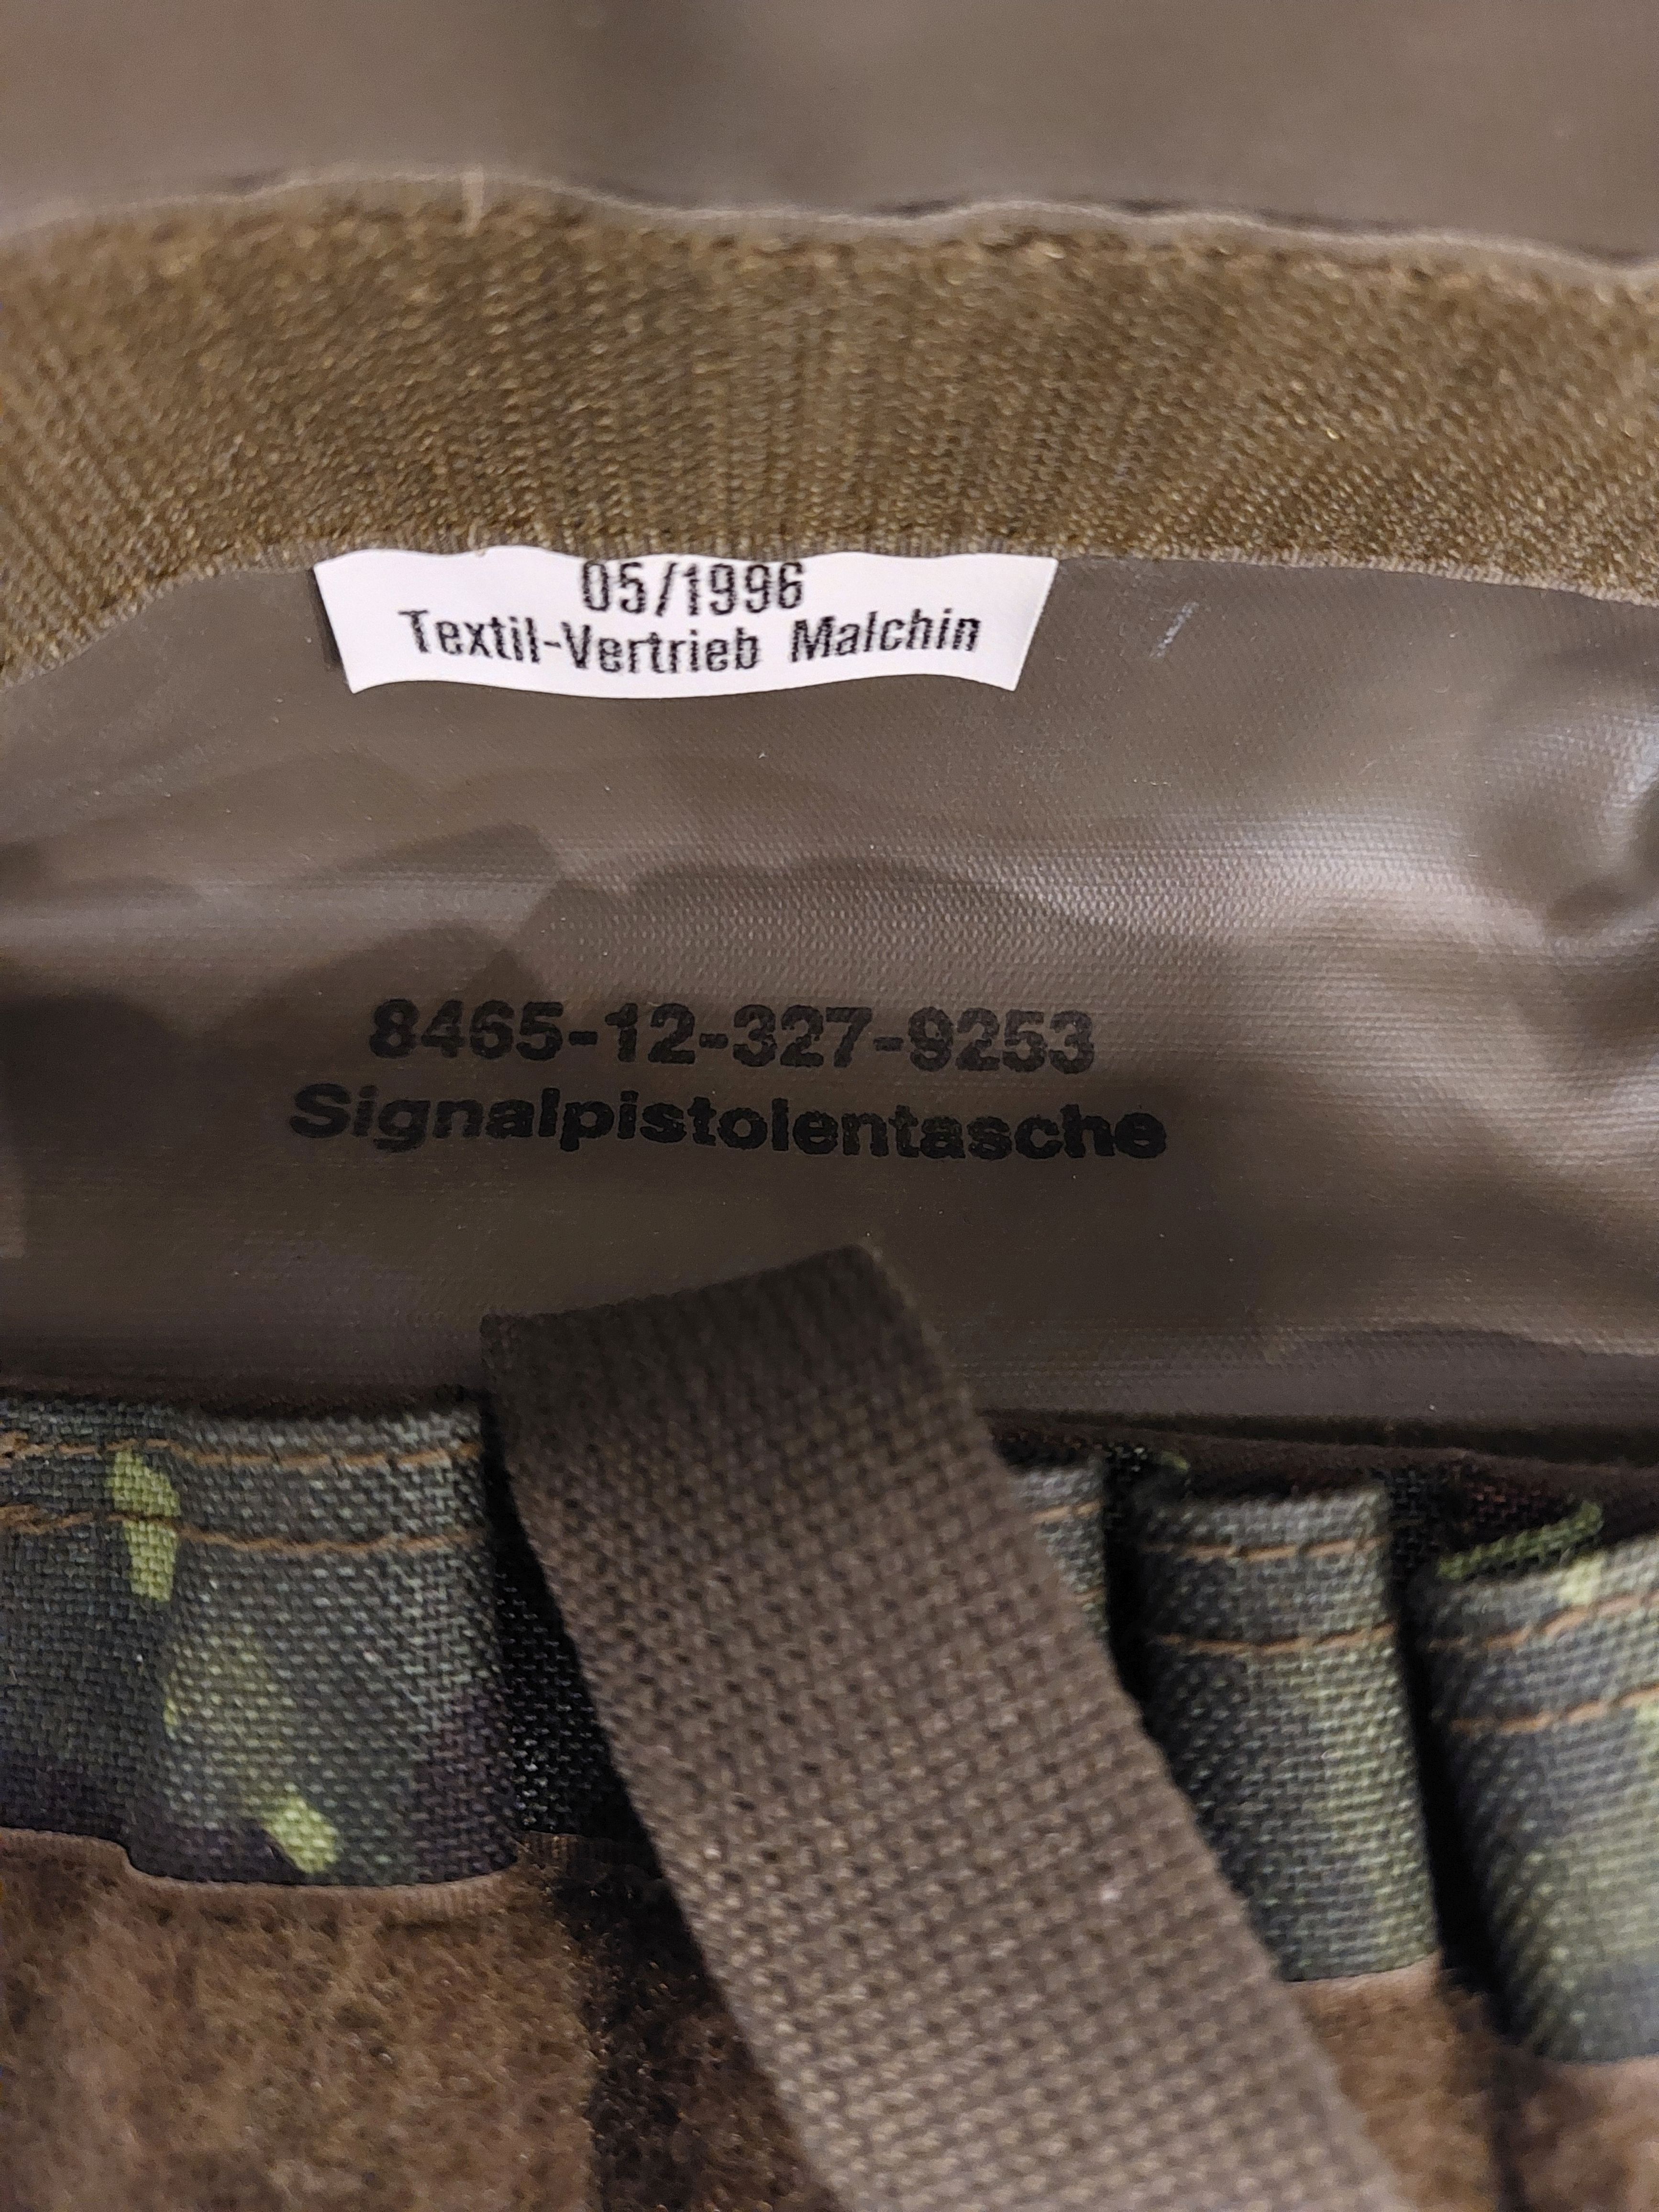 05/1996
Textil-Vertrieb Malchin
8465-12-327-9253
Signalpistolentasche